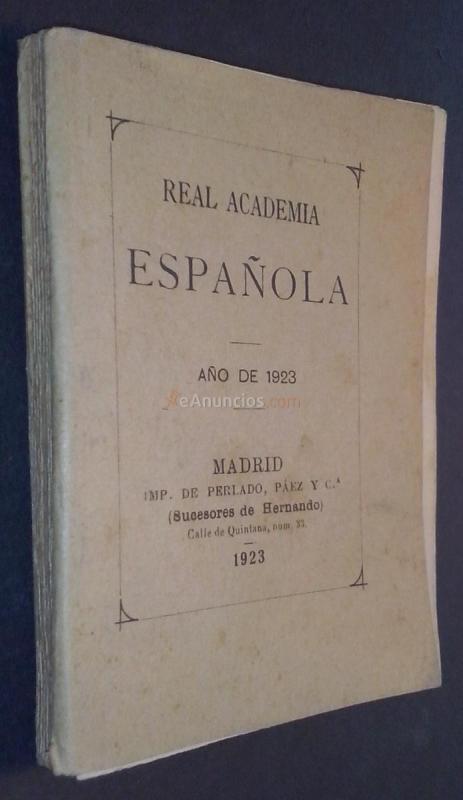 REAL ACADEMIA
ESPAÑOLA
AÑO DE 1923
eAnuncios.com
MADRID
IMP. DE PERLADO, PÁEZ Y C.ª
(Sucesores de Hernando)
Calle de Quintana, núm. 33.
1923